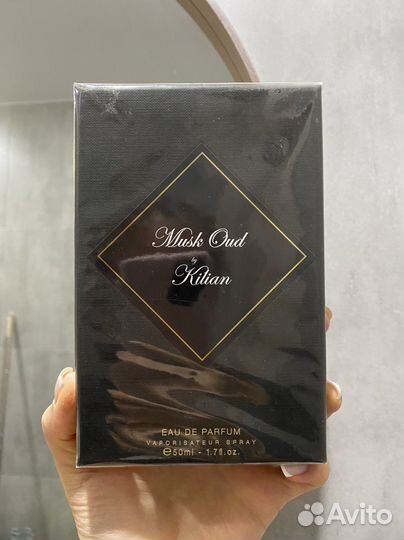 Musk Oud
by
Kilian
EAU DE PARFUM
VAPORISATEUR SPRAY
℮50ml - 1.7fl.oz.
Avito